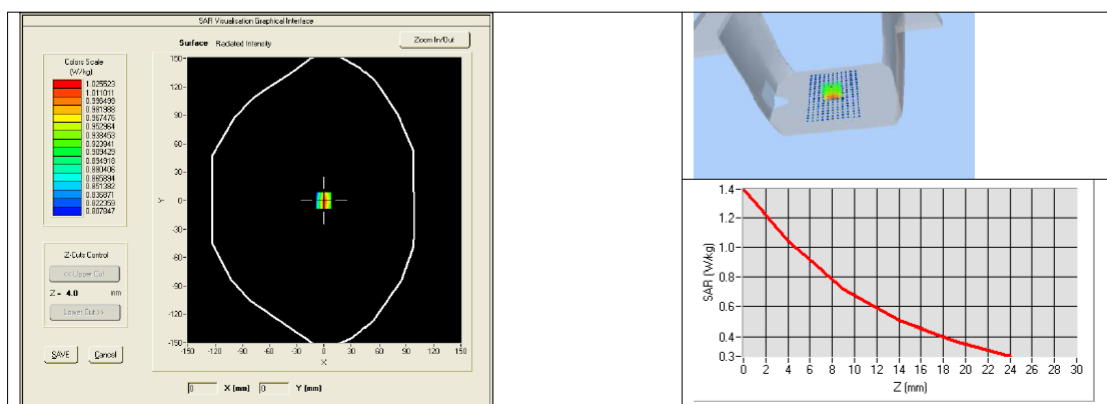 SAR Visualisation Graphical Interface
Surface Radiated Intensity
Zoom In/Out
Colors Scale
(W/kg)
1.025523
1.011011
0.996499
0.981988
0.967476
0.952964
0.938453
0.923941
0.909429
0.894918
0.880406
0.865894
0.851382
0.836871
0.822359
0.807847
Z-Cuts Control
<< Upper Cut
Z = 4.0 mm
Lower Cut >>
SAVE Cancel
150
120
90
60
30
0
-30
-60
-90
-120
-150
Y
-150 -120 -90 -60 -30 0 30 60 90 120 150
X
0 X (mm) 0 Y (mm)
1.4
1.2
1.0
0.8
0.6
0.4
0.3
SAR (W/kg)
0 2 4 6 8 10 12 14 16 18 20 22 24 26 28 30
Z (mm)